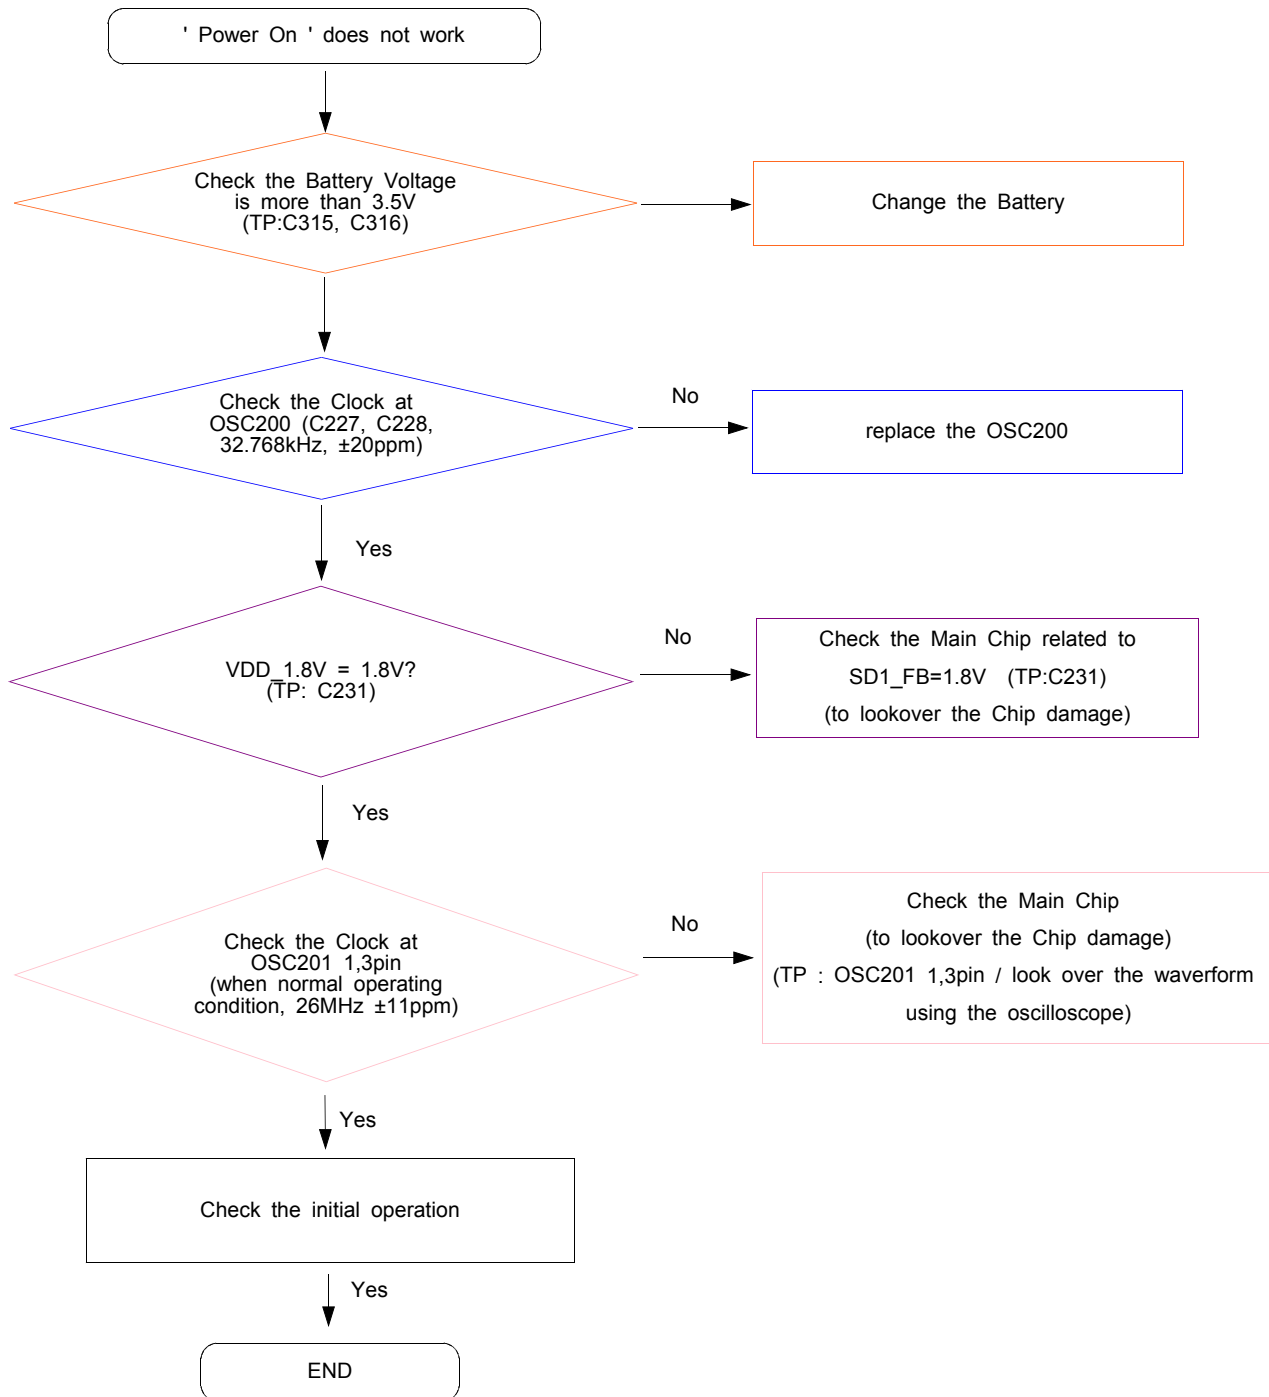 ' Power On ' does not work
Check the Battery Voltage
is more than 3.5V
(TP:C315, C316)
Change the Battery
Check the Clock at
OSC200 (C227, C228,
32.768kHz, ±20ppm)
No
replace the OSC200
Yes
VDD_1.8V = 1.8V?
(TP: C231)
No
Check the Main Chip related to
SD1_FB=1.8V (TP:C231)
(to lookover the Chip damage)
Yes
Check the Clock at
OSC201 1,3pin
(when normal operating
condition, 26MHz ±11ppm)
No
Check the Main Chip
(to lookover the Chip damage)
(TP : OSC201 1,3pin / look over the waverform
using the oscilloscope)
Yes
Check the initial operation
Yes
END